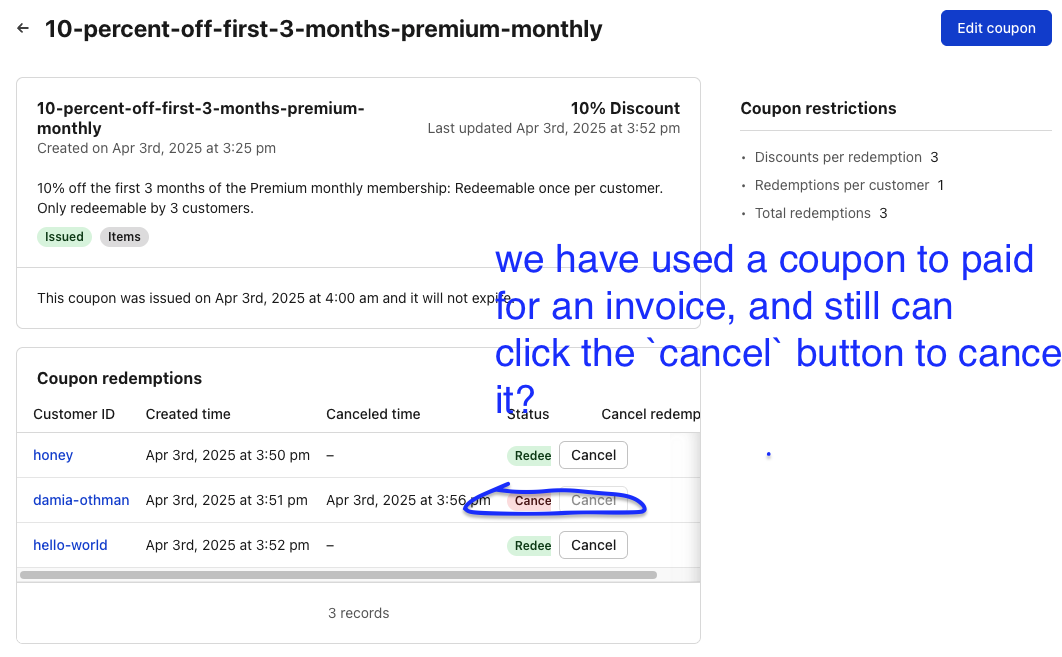 ← 10-percent-off-first-3-months-premium-monthly
Edit coupon
10-percent-off-first-3-months-premium-
monthly
Created on Apr 3rd, 2025 at 3:25 pm
10% Discount
Last updated Apr 3rd, 2025 at 3:52 pm
10% off the first 3 months of the Premium monthly membership: Redeemable once per customer.
Only redeemable by 3 customers.
Issued Items
This coupon was issued on Apr 3rd, 2025 at 4:00 am and it will not expire.
Coupon restrictions
• Discounts per redemption 3
• Redemptions per customer 1
• Total redemptions 3
we have used a coupon to paid
for an invoice, and still can
click the `cancel` button to cance
it?
Coupon redemptions
Customer ID Created time Canceled time Status Cancel redemp
honey Apr 3rd, 2025 at 3:50 pm – Redee Cancel
damia-othman Apr 3rd, 2025 at 3:51 pm Apr 3rd, 2025 at 3:56 pm Cance Cancel
hello-world Apr 3rd, 2025 at 3:52 pm – Redee Cancel
3 records